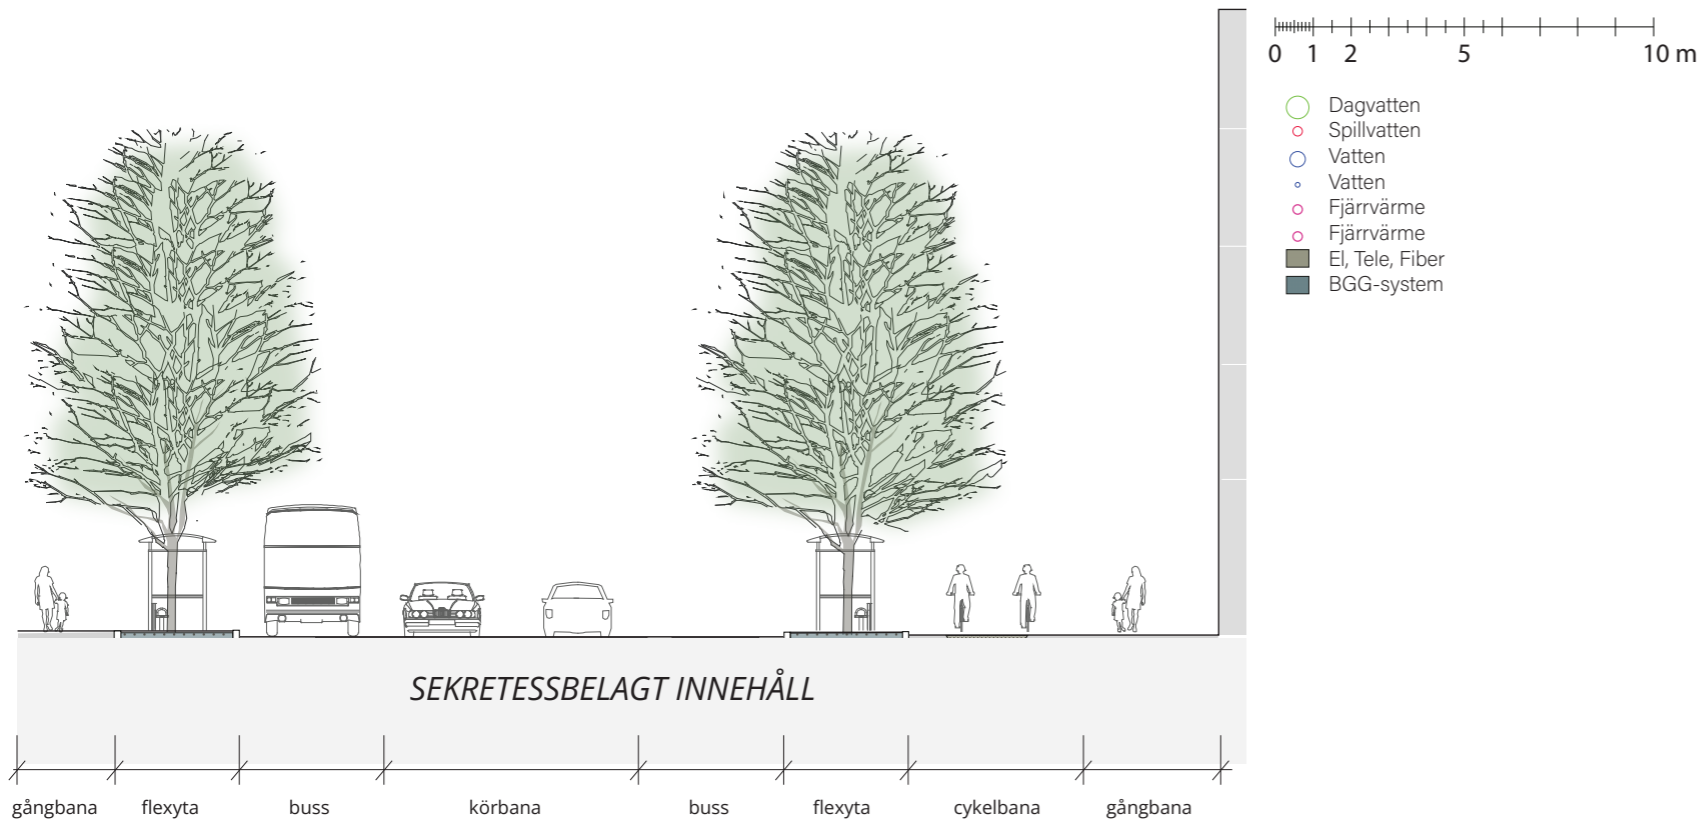 0 1 2 5 10 m
Dagvatten
Spillvatten
Vatten
Vatten
Fjärrvärme
Fjärrvärme
El, Tele, Fiber
BGG-system
SEKRETESSBELAGT INNEHÅLL
gångbana flexyta buss körbana buss flexyta cykelbana gångbana